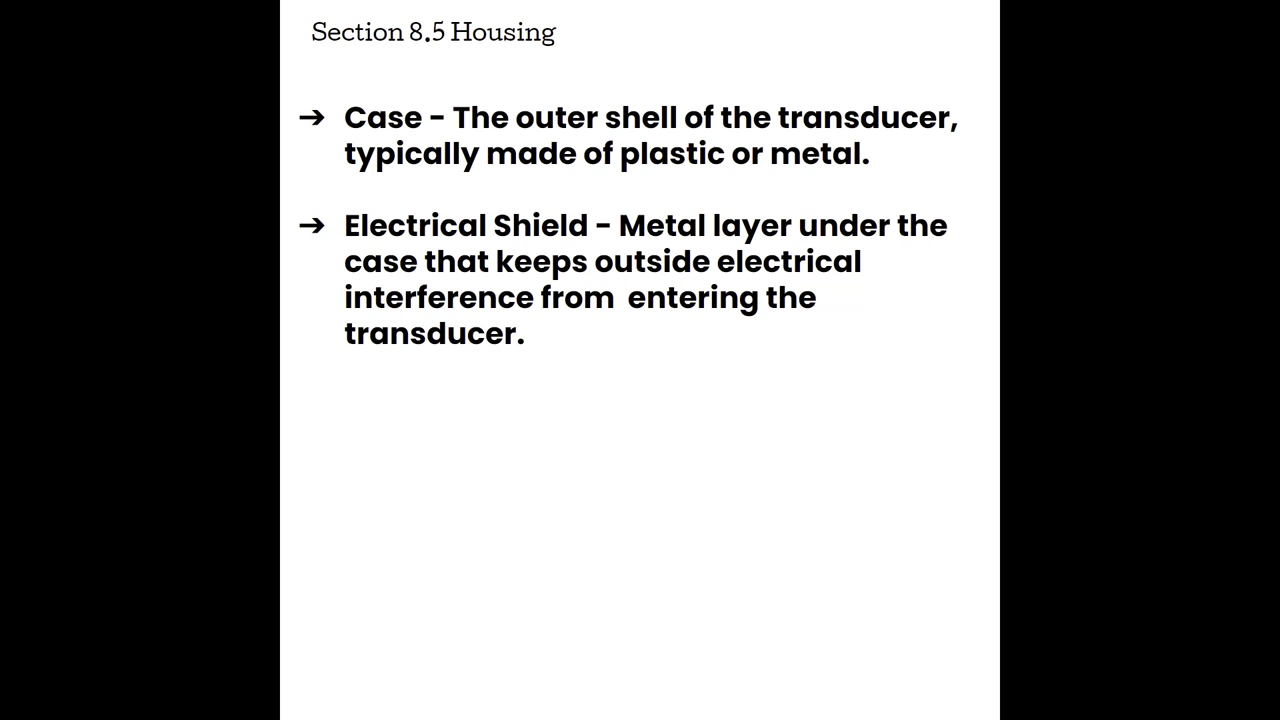 Section 8.5 Housing
➔ Case - The outer shell of the transducer,
typically made of plastic or metal.
➔ Electrical Shield - Metal layer under the
case that keeps outside electrical
interference from  entering the
transducer.